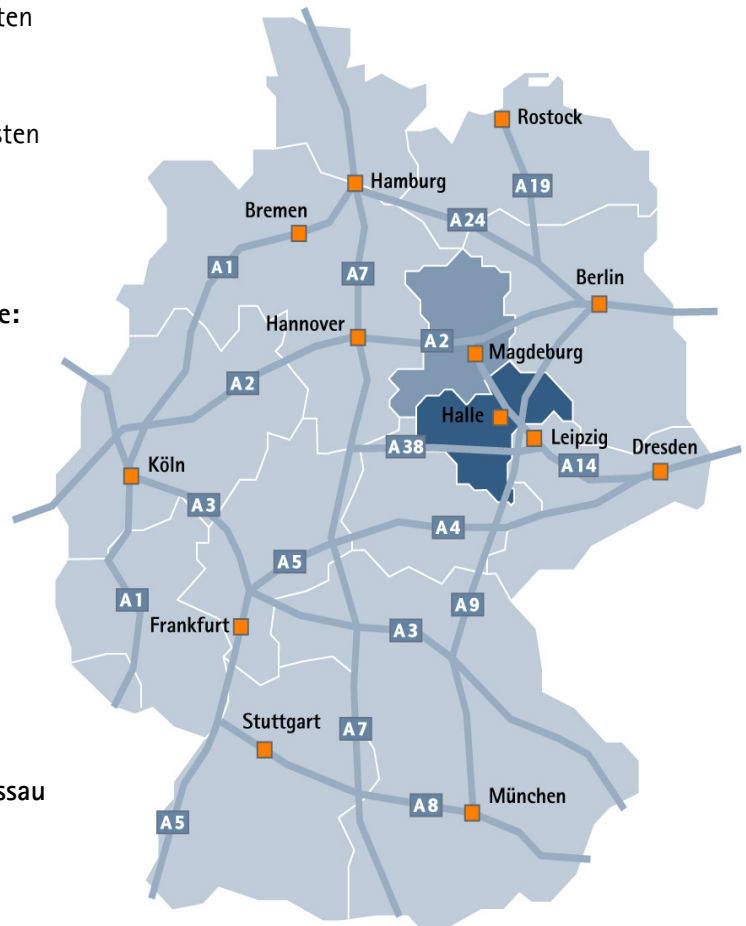 ten
Rostock
sten
Hamburg
A19
Bremen
A24
A1
A7
Berlin
e:
Hannover
A2
Magdeburg
A2
Halle
Leipzig
A38
Dresden
Köln
A14
A3
A4
A5
A1
A9
Frankfurt
A3
Stuttgart
A7
ssau
München
A8
A5